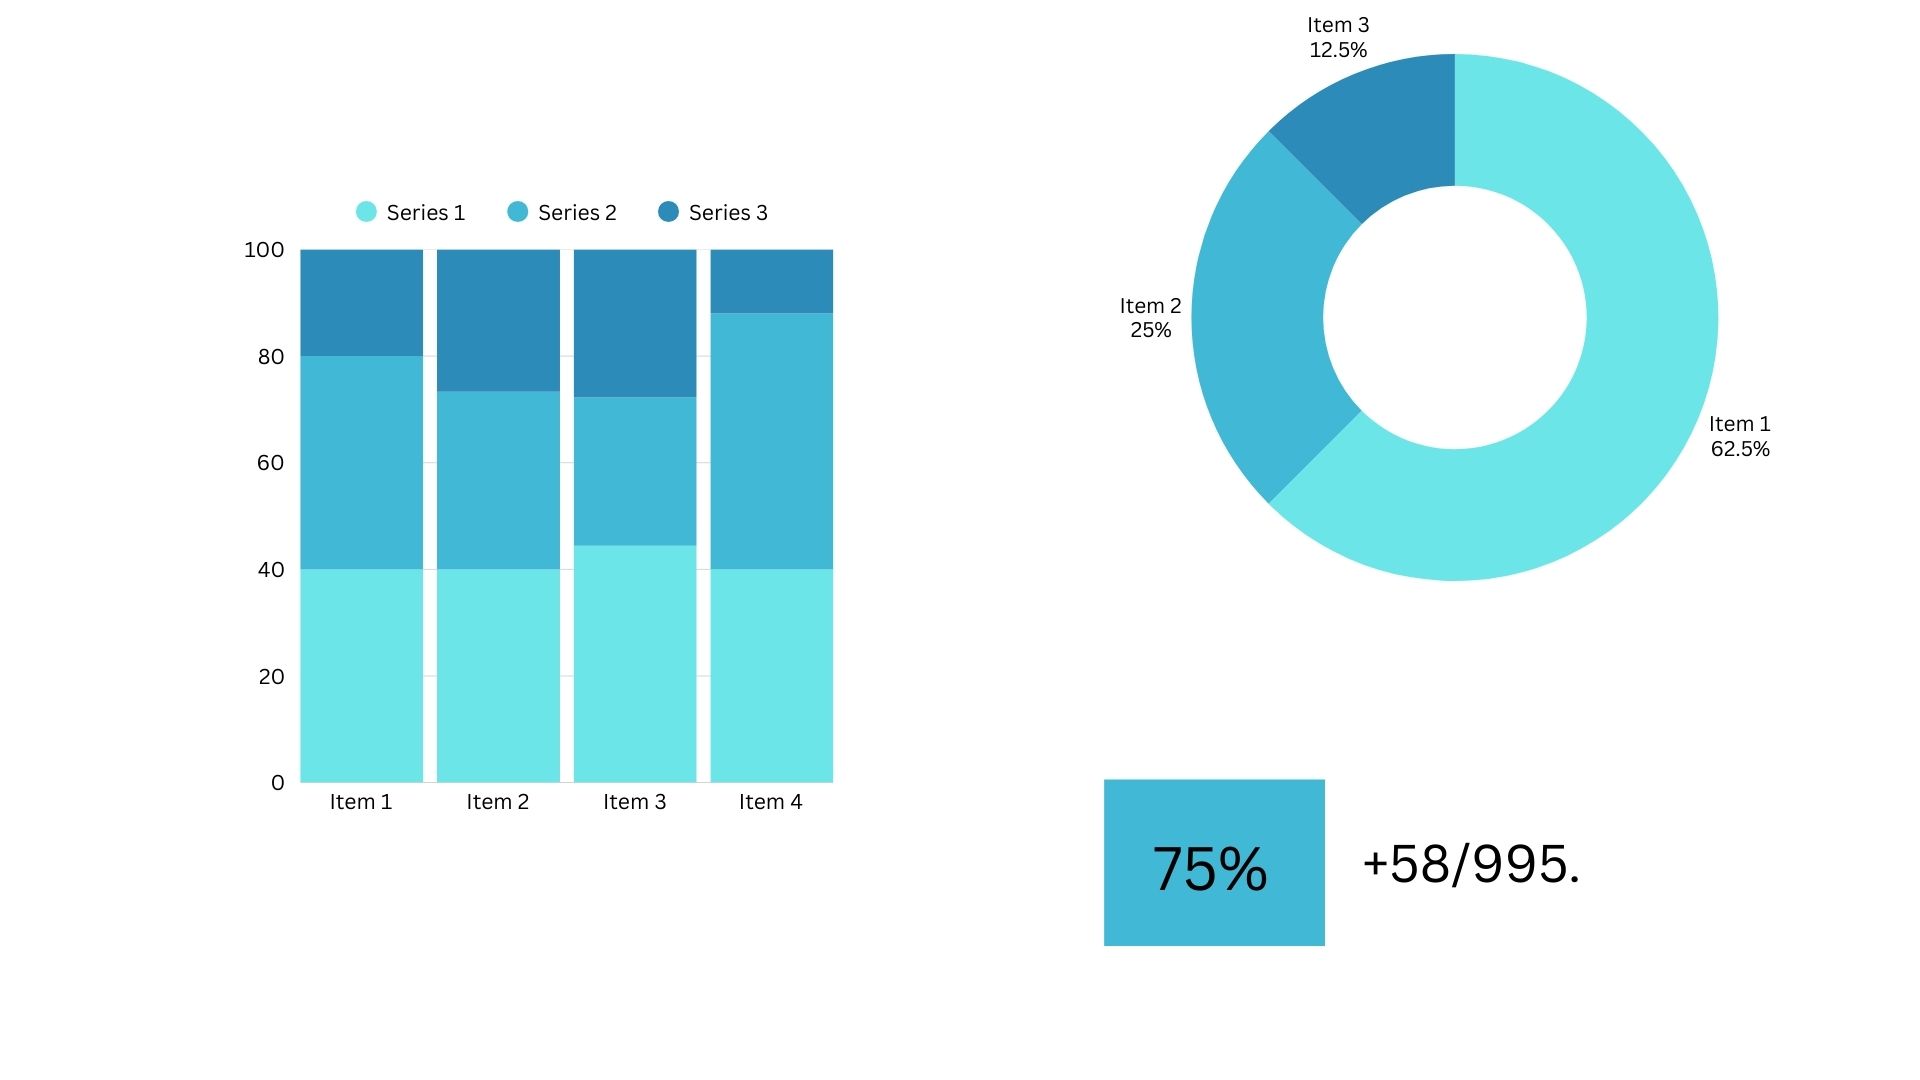 Series 1 Series 2 Series 3
100
80
60
40
20
0
Item 1 Item 2 Item 3 Item 4
Item 3
12.5%
Item 2
25%
Item 1
62.5%
75%
+58/995.